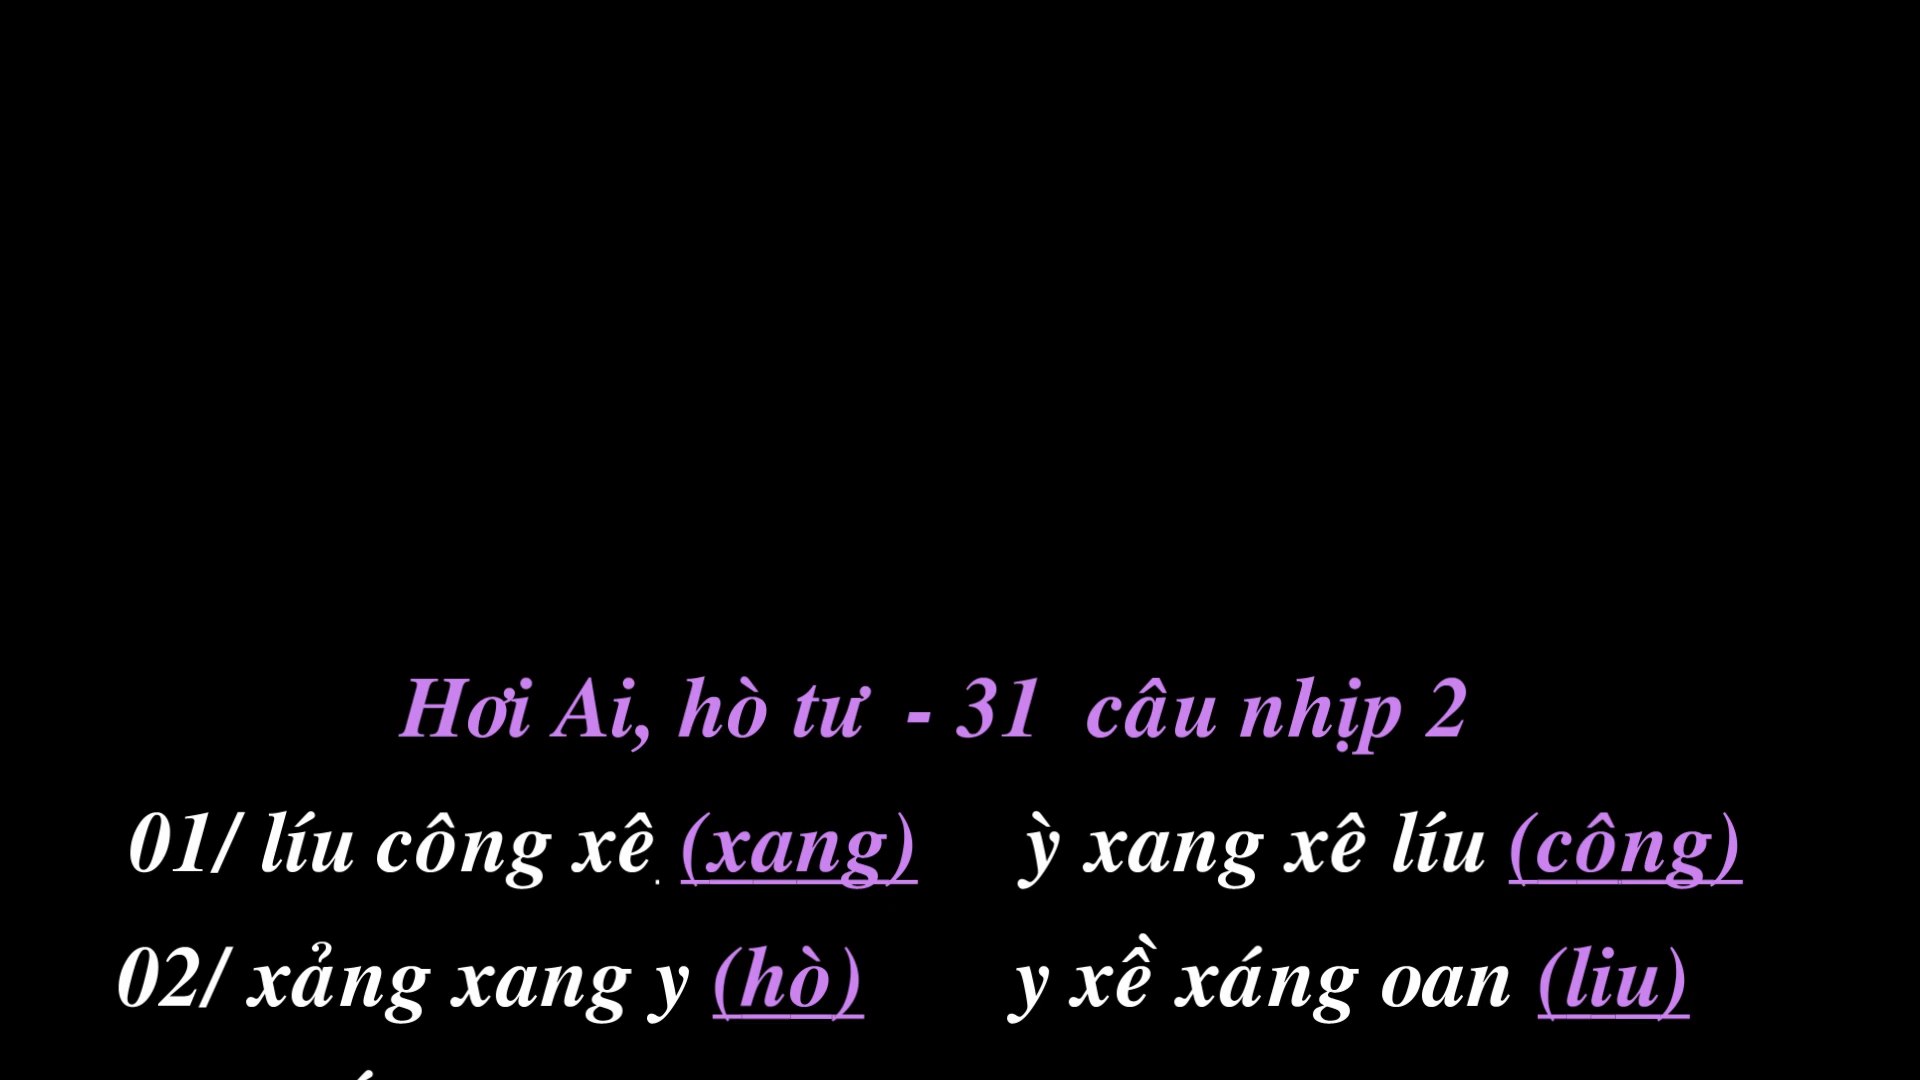 Hơi Ai, hò tư - 31 câu nhịp 2
01/ líu công xê (xang) ỳ xang xê líu (công)
02/ xảng xang y (hò) y xề xáng oan (liu)